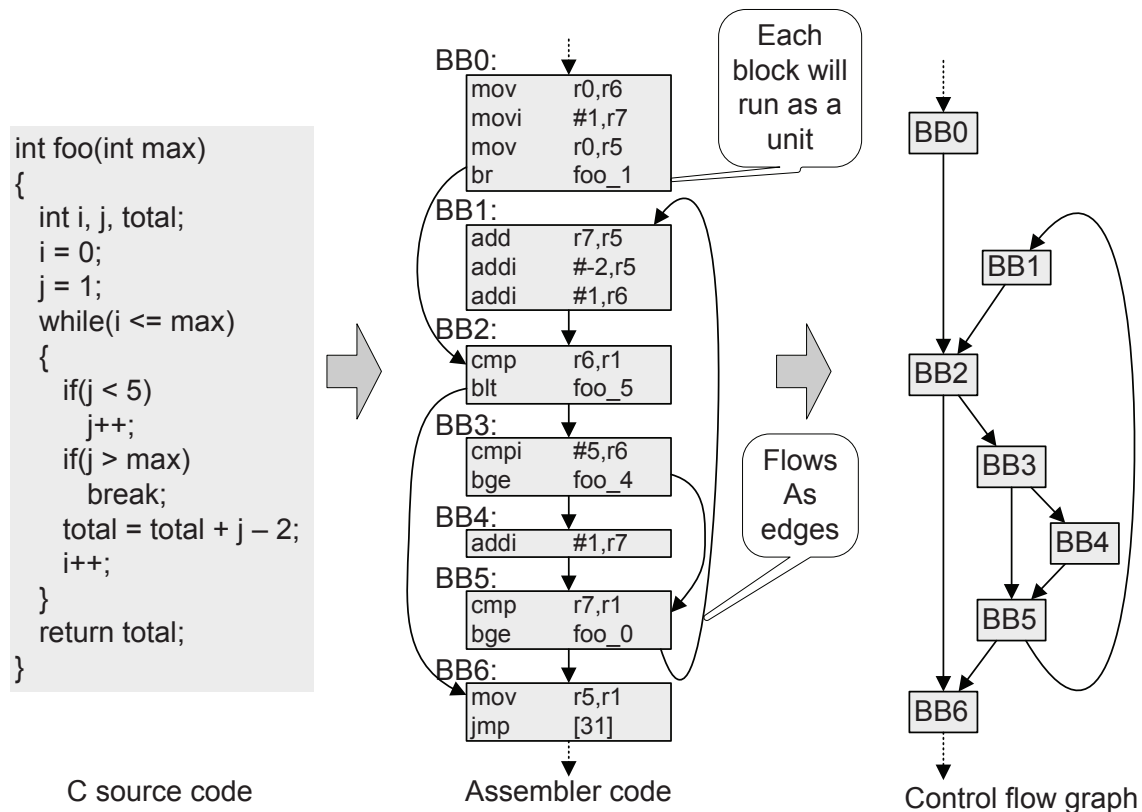 int foo(int max)
{
int i, j, total;
i = 0;
j = 1;
while(i <= max)
{
if(j < 5)
j++;
if(j > max)
break;
total = total + j – 2;
i++;
}
return total;
}
C source code
BB0:
mov r0,r6
movi #1,r7
mov r0,r5
br foo_1
BB1:
add r7,r5
addi #-2,r5
addi #1,r6
BB2:
cmp r6,r1
blt foo_5
BB3:
cmpi #5,r6
bge foo_4
BB4:
addi #1,r7
BB5:
cmp r7,r1
bge foo_0
BB6:
mov r5,r1
jmp [31]
Assembler code
Each
block will
run as a
unit
Flows
As
edges
BB0
BB1
BB2
BB3
BB4
BB5
BB6
Control flow graph